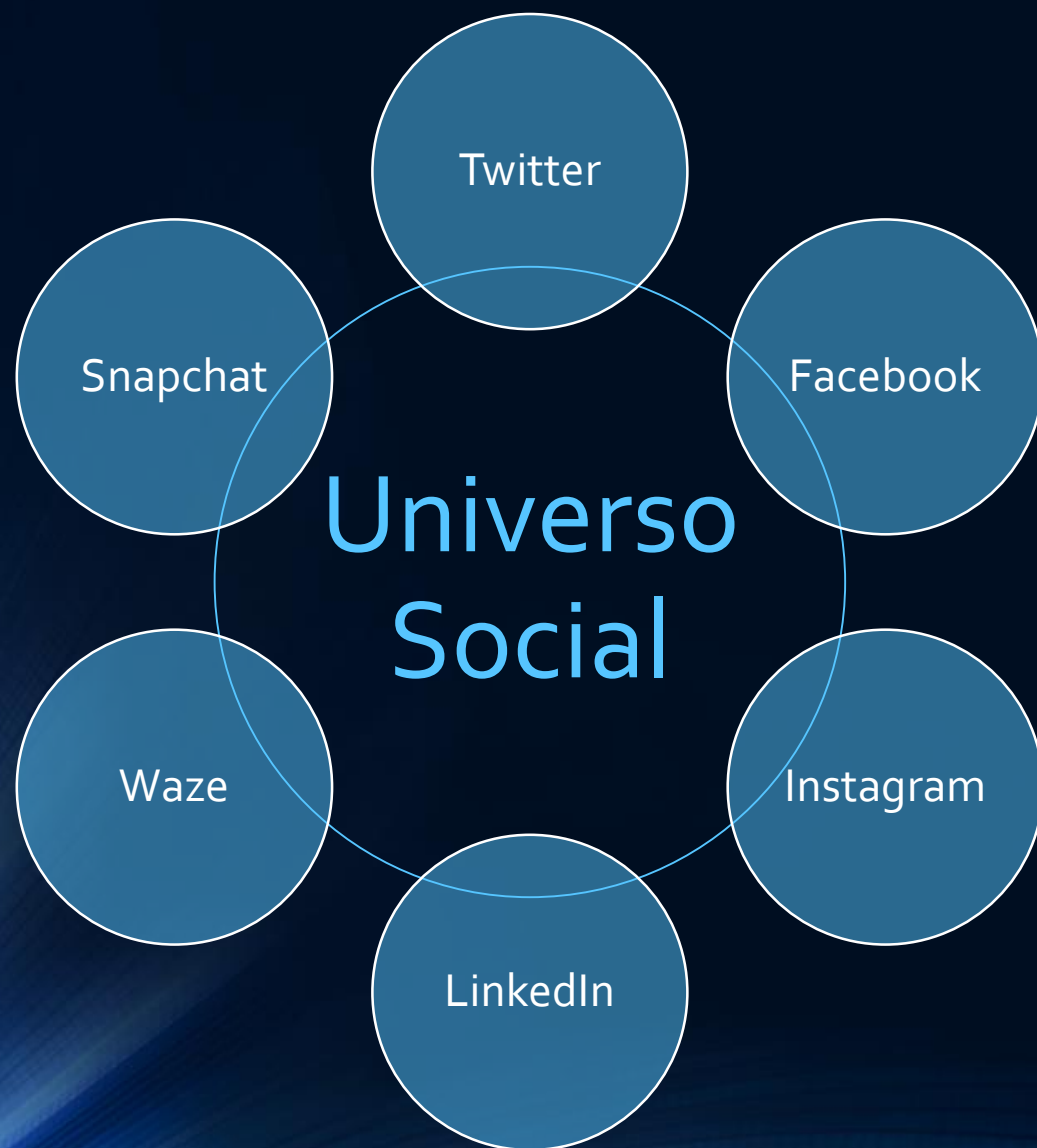 Twitter
Facebook
Instagram
LinkedIn
Waze
Snapchat
Universo
Social